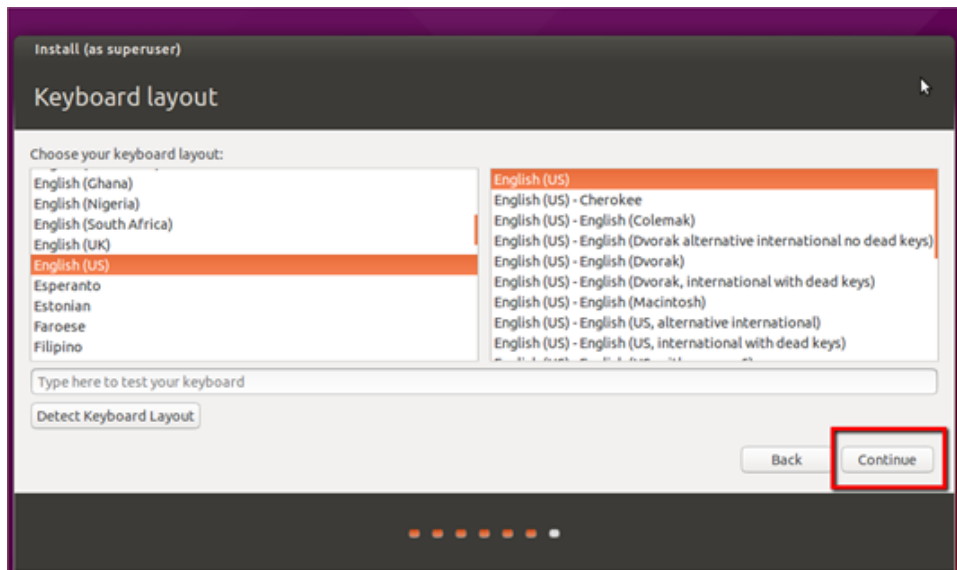 Install (as superuser)
Keyboard layout
Choose your keyboard layout:
English (Ghana)
English (Nigeria)
English (South Africa)
English (UK)
English (US)
Esperanto
Estonian
Faroese
Filipino
English (US)
English (US) - Cherokee
English (US) - English (Colemak)
English (US) - English (Dvorak alternative international no dead keys)
English (US) - English (Dvorak)
English (US) - English (Dvorak, international with dead keys)
English (US) - English (Macintosh)
English (US) - English (US, alternative international)
English (US) - English (US, international with dead keys)
Type here to test your keyboard
Detect Keyboard Layout
Back Continue